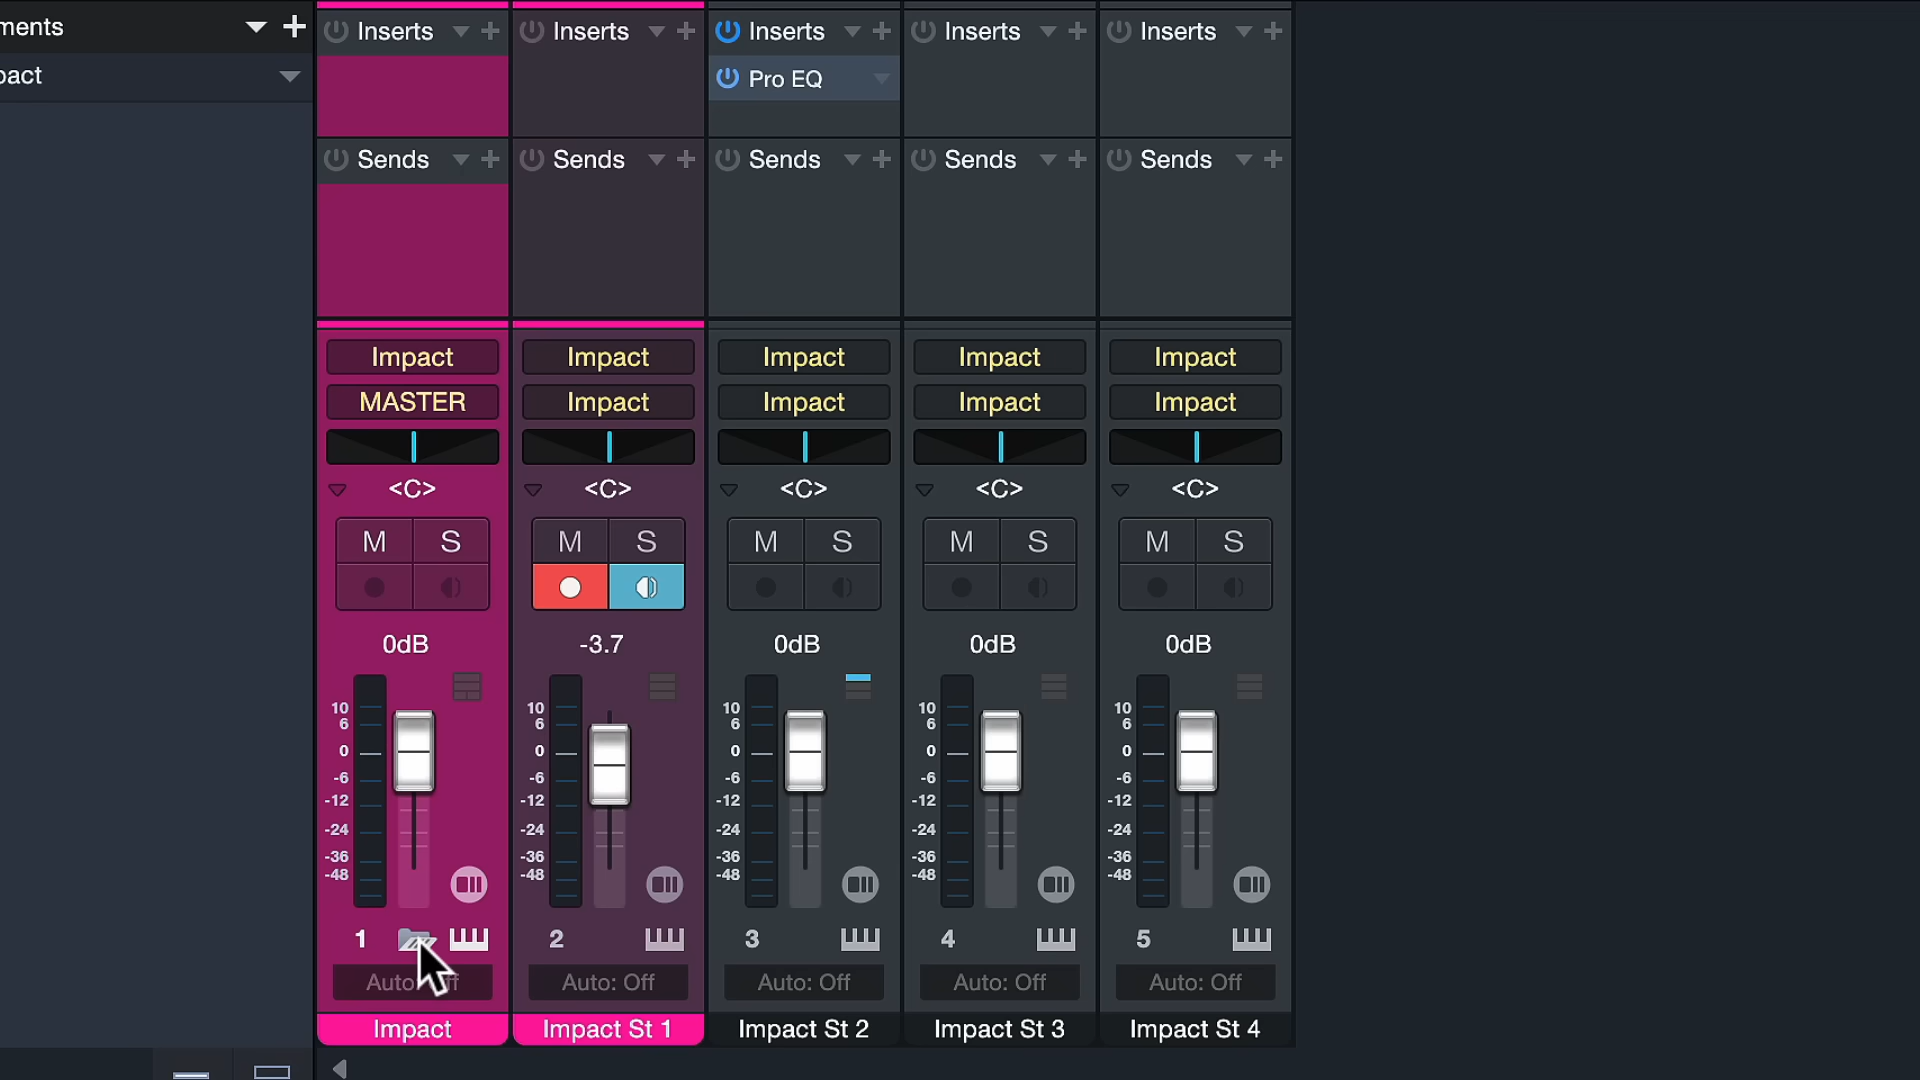 ments
pact
Inserts Inserts Inserts Inserts Inserts
Pro EQ
Sends Sends Sends Sends Sends
Impact Impact Impact Impact Impact
MASTER Impact Impact Impact Impact
<C> <C> <C> <C> <C>
M S M S M S M S M S
0dB -3.7 0dB 0dB 0dB
10 10 10 10 10
6 6 6 6 6
0 0 0 0 0
-6 -6 -6 -6 -6
-12 -12 -12 -12 -12
-24 -24 -24 -24 -24
-36 -36 -36 -36 -36
-48 -48 -48 -48 -48
1 2 3 4 5
Auto: Off Auto: Off Auto: Off Auto: Off
Impact Impact St 1 Impact St 2 Impact St 3 Impact St 4